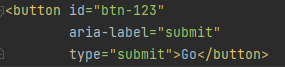 <button id="btn-123"
aria-label="submit"
type="submit">Go</button>